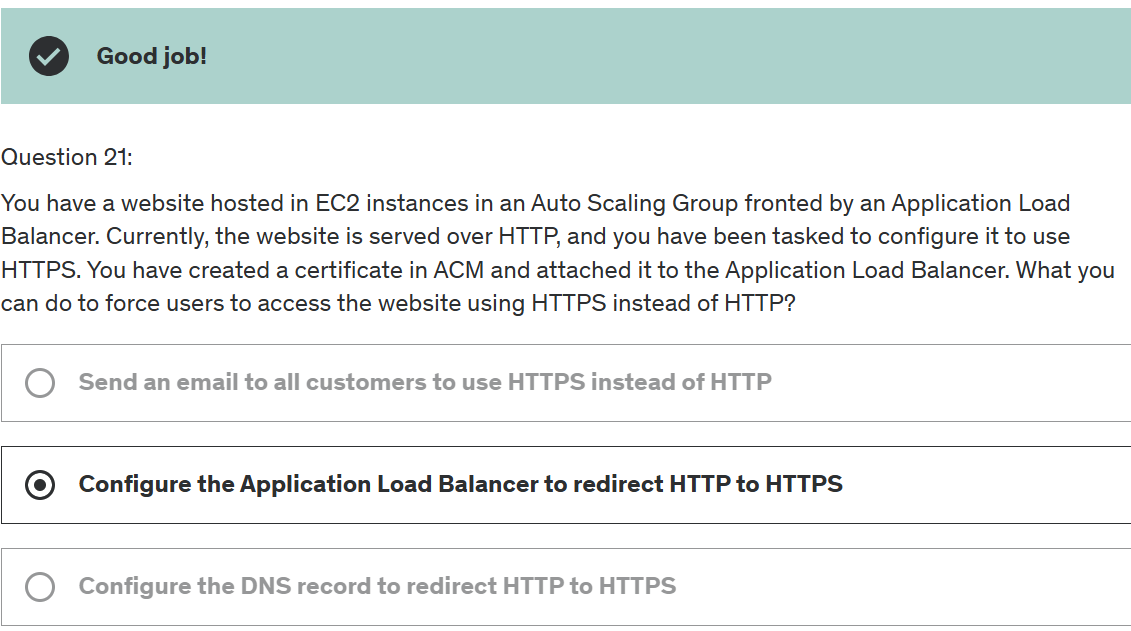 Good job!
Question 21:
You have a website hosted in EC2 instances in an Auto Scaling Group fronted by an Application Load
Balancer. Currently, the website is served over HTTP, and you have been tasked to configure it to use
HTTPS. You have created a certificate in ACM and attached it to the Application Load Balancer. What you
can do to force users to access the website using HTTPS instead of HTTP?
Send an email to all customers to use HTTPS instead of HTTP
Configure the Application Load Balancer to redirect HTTP to HTTPS
Configure the DNS record to redirect HTTP to HTTPS